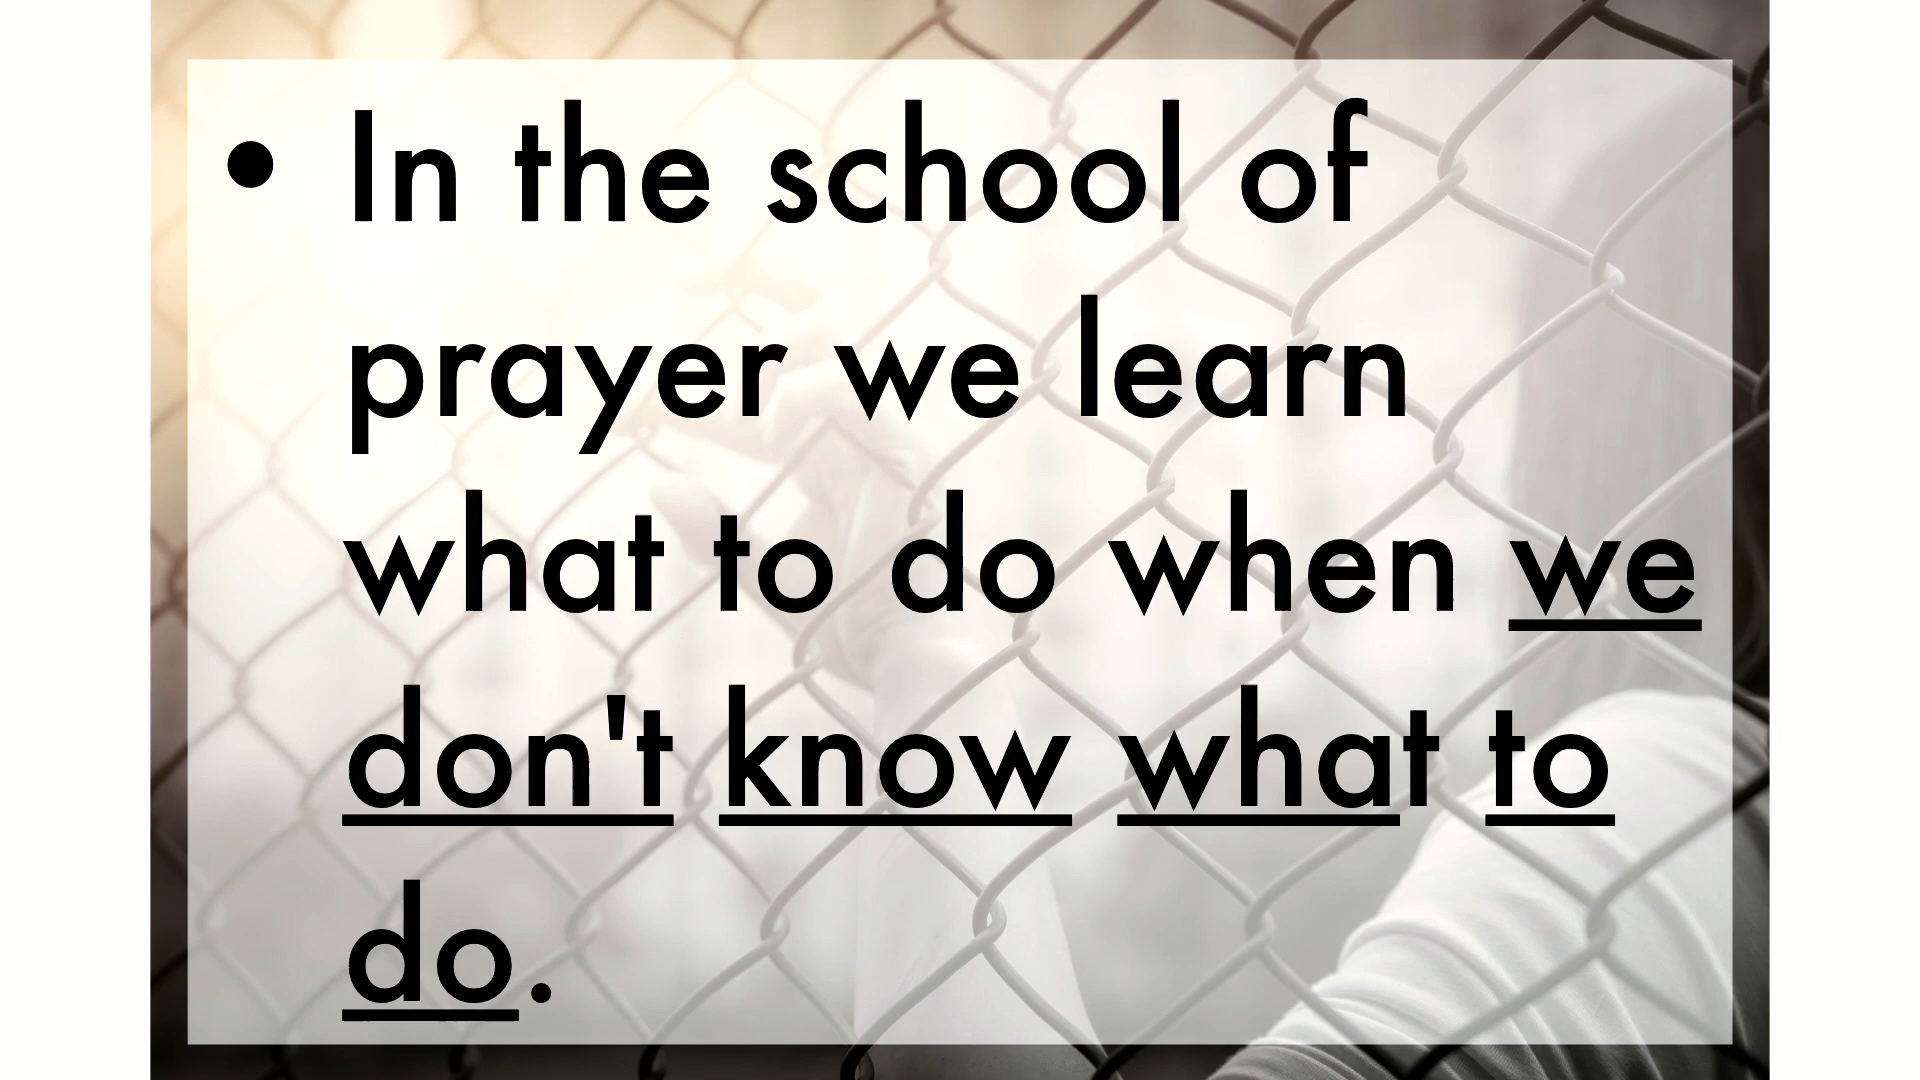 • In the school of
prayer we learn
what to do when we
don't know what to
do.